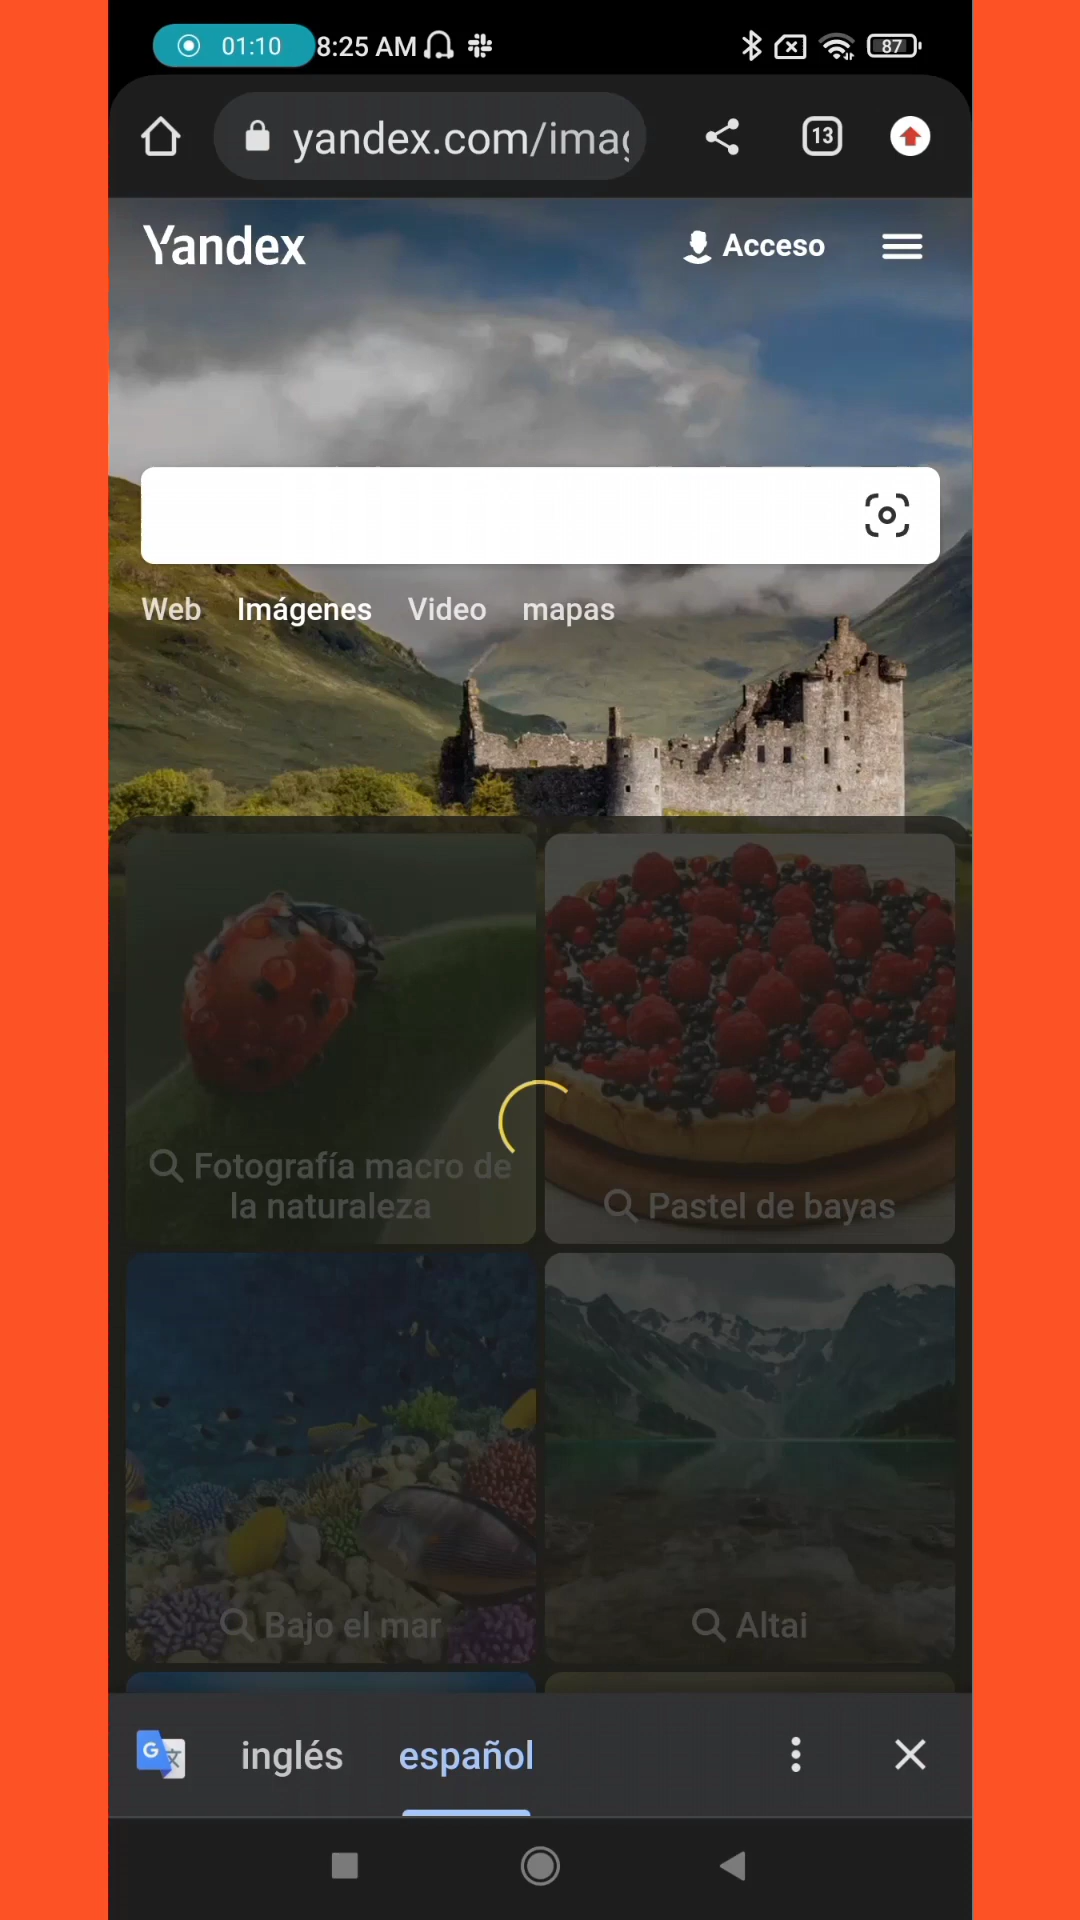 01:10 8:25 AM 87
yandex.com/imag 13
Yandex Acceso
Web Imágenes Video mapas
Fotografía macro de
la naturaleza
Pastel de bayas
Bajo el mar
Altai
G 文 inglés español